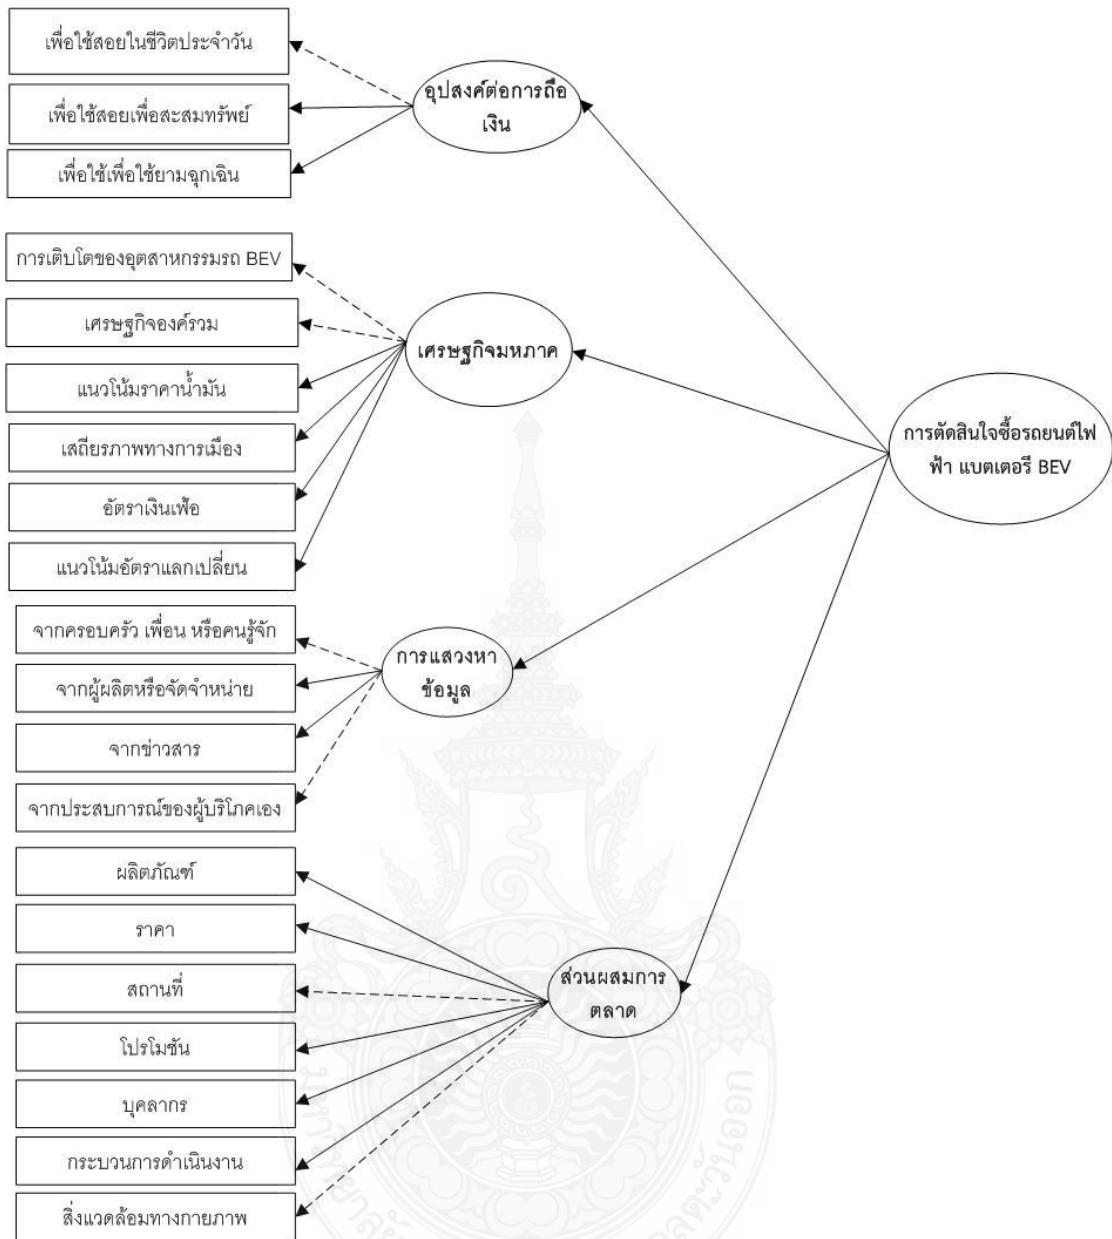 เพื่อใช้สอยในชีวิตประจำวัน
เพื่อใช้สอยเพื่อสะสมทรัพย์
เพื่อใช้เพื่อใช้ยามฉุกเฉิน
อุปสงค์ต่อการถือ
เงิน
การเติบโตของอุตสาหกรรมรถ BEV
เศรษฐกิจองค์รวม
แนวโน้มราคาน้ำมัน
เสถียรภาพทางการเมือง
อัตราเงินเฟ้อ
แนวโน้มอัตราแลกเปลี่ยน
เศรษฐกิจมหภาค
การตัดสินใจซื้อรถยนต์ไฟ
ฟ้า แบตเตอรี BEV
จากครอบครัว เพื่อน หรือคนรู้จัก
จากผู้ผลิตหรือจัดจำหน่าย
จากข่าวสาร
จากประสบการณ์ของผู้บริโภคเอง
การแสวงหา
ข้อมูล
ผลิตภัณฑ์
ราคา
สถานที่
โปรโมชัน
บุคลากร
กระบวนการดำเนินงาน
สิ่งแวดล้อมทางกายภาพ
ส่วนผสมการ
ตลาด